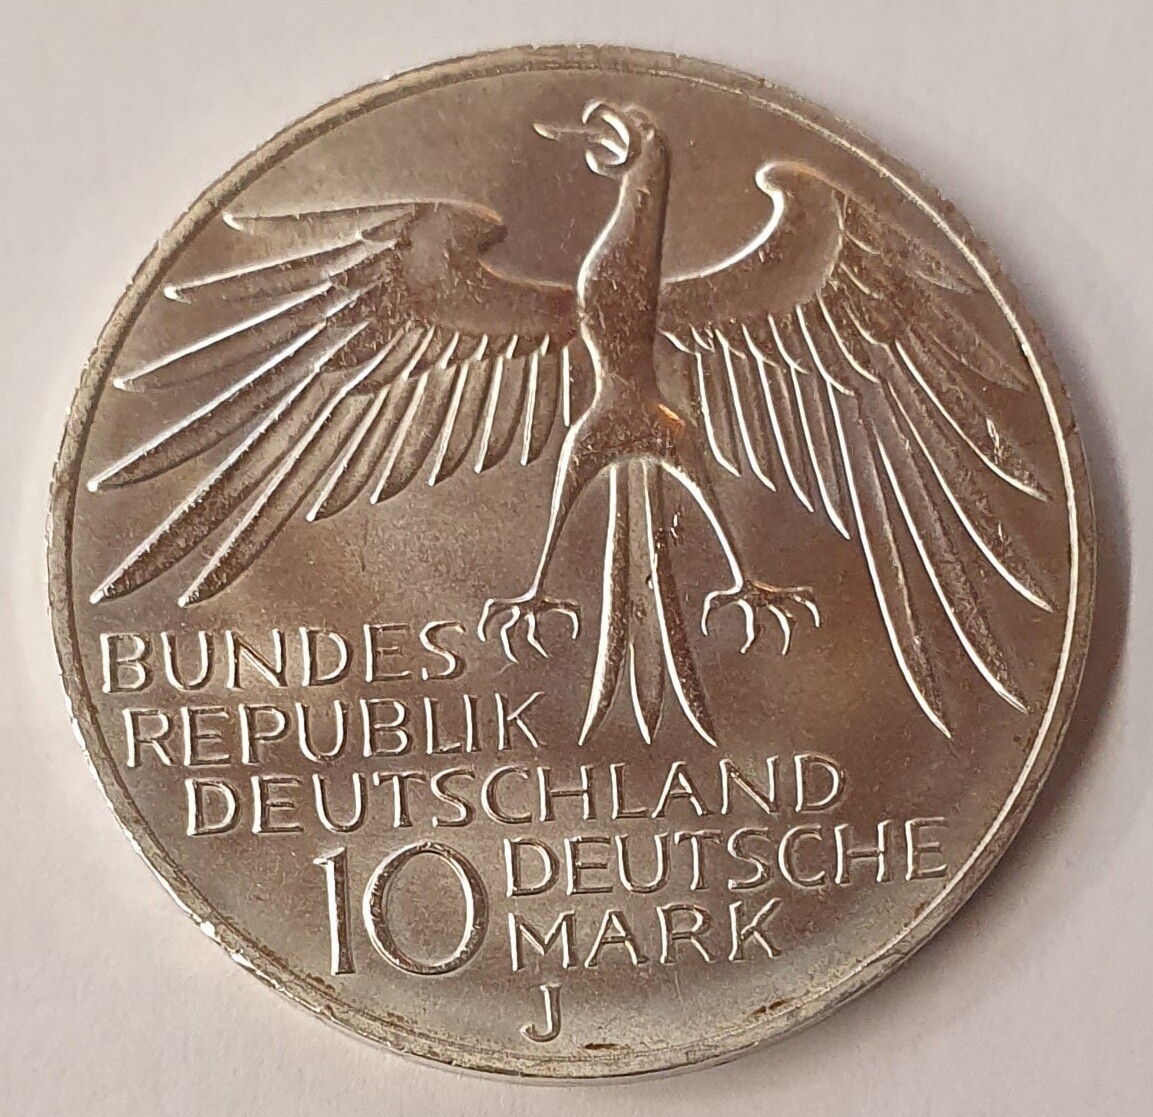 BUNDES
REPUBLIK
DEUTSCHLAND
10 DEUTSCHE
MARK
J